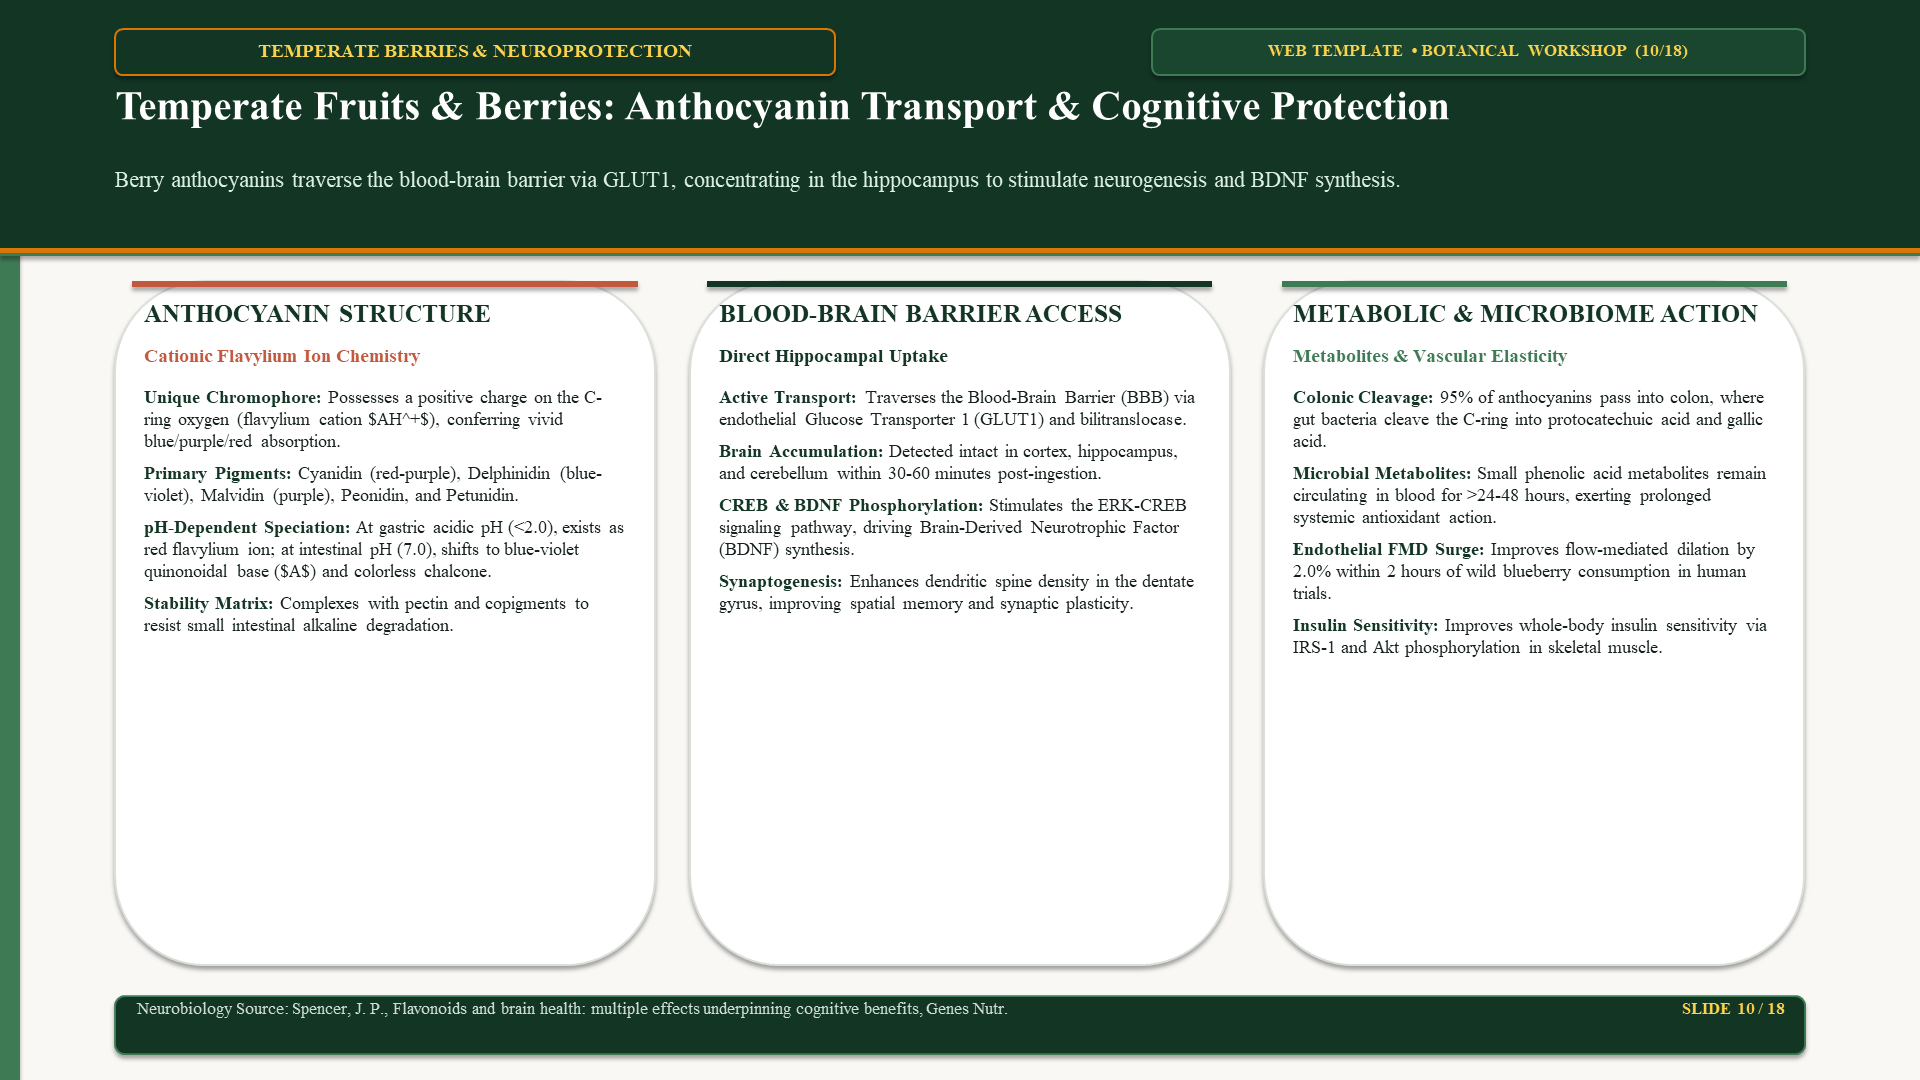 TEMPERATE BERRIES & NEUROPROTECTION
WEB TEMPLATE • BOTANICAL WORKSHOP (10/18)
Temperate Fruits & Berries: Anthocyanin Transport & Cognitive Protection
Berry anthocyanins traverse the blood-brain barrier via GLUT1, concentrating in the hippocampus to stimulate neurogenesis and BDNF synthesis.
ANTHOCYANIN STRUCTURE
Cationic Flavylium Ion Chemistry
Unique Chromophore: Possesses a positive charge on the C-
ring oxygen (flavylium cation $AH^+$), conferring vivid
blue/purple/red absorption.
Primary Pigments: Cyanidin (red-purple), Delphinidin (blue-
violet), Malvidin (purple), Peonidin, and Petunidin.
pH-Dependent Speciation: At gastric acidic pH (<2.0), exists as
red flavylium ion; at intestinal pH (7.0), shifts to blue-violet
quinonoidal base ($A$) and colorless chalcone.
Stability Matrix: Complexes with pectin and copigments to
resist small intestinal alkaline degradation.
BLOOD-BRAIN BARRIER ACCESS
Direct Hippocampal Uptake
Active Transport: Traverses the Blood-Brain Barrier (BBB) via
endothelial Glucose Transporter 1 (GLUT1) and bilitranslocase.
Brain Accumulation: Detected intact in cortex, hippocampus,
and cerebellum within 30-60 minutes post-ingestion.
CREB & BDNF Phosphorylation: Stimulates the ERK-CREB
signaling pathway, driving Brain-Derived Neurotrophic Factor
(BDNF) synthesis.
Synaptogenesis: Enhances dendritic spine density in the dentate
gyrus, improving spatial memory and synaptic plasticity.
METABOLIC & MICROBIOME ACTION
Metabolites & Vascular Elasticity
Colonic Cleavage: 95% of anthocyanins pass into colon, where
gut bacteria cleave the C-ring into protocatechuic acid and gallic
acid.
Microbial Metabolites: Small phenolic acid metabolites remain
circulating in blood for >24-48 hours, exerting prolonged
systemic antioxidant action.
Endothelial FMD Surge: Improves flow-mediated dilation by
2.0% within 2 hours of wild blueberry consumption in human
trials.
Insulin Sensitivity: Improves whole-body insulin sensitivity via
IRS-1 and Akt phosphorylation in skeletal muscle.
Neurobiology Source: Spencer, J. P., Flavonoids and brain health: multiple effects underpinning cognitive benefits, Genes Nutr.
SLIDE 10 / 18